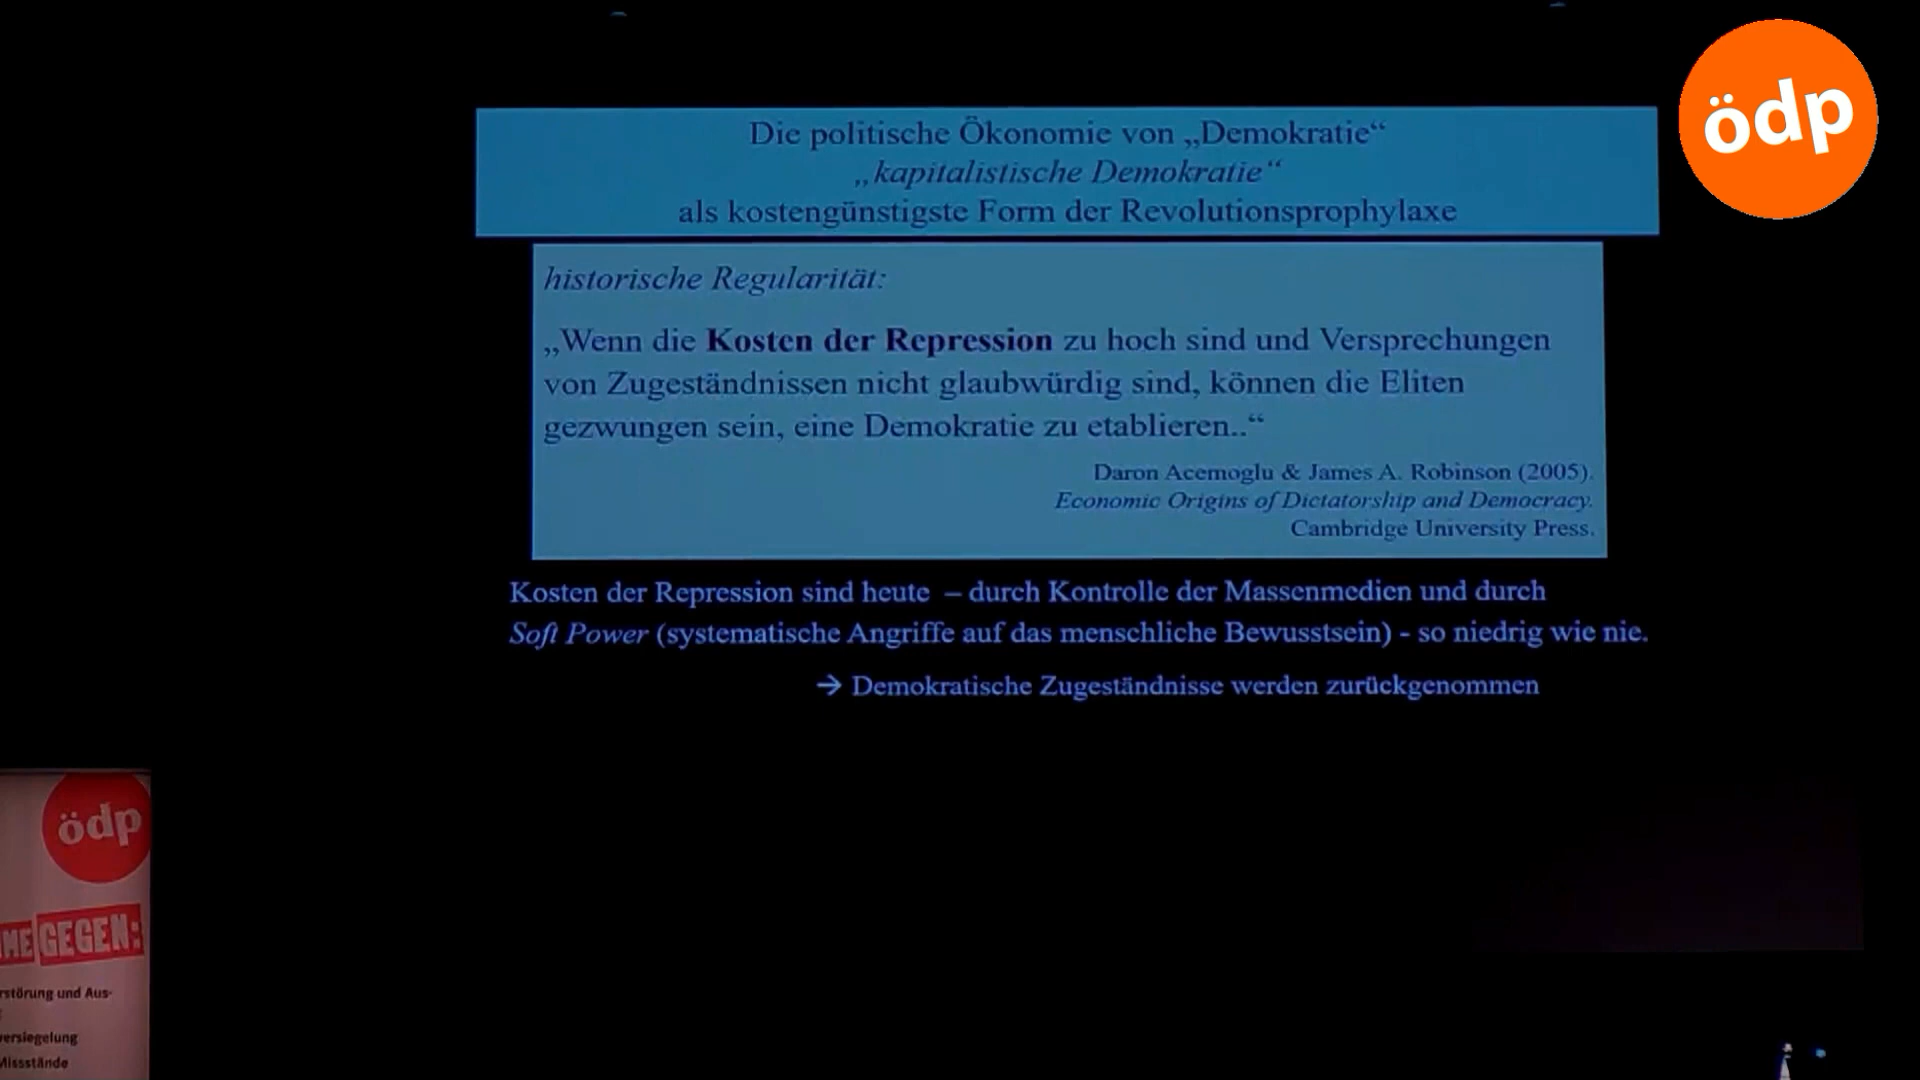 ödp
Die politische Ökonomie von „Demokratie“
„kapitalistische Demokratie“
als kostengünstigste Form der Revolutionsprophylaxe
historische Regularität:
„Wenn die Kosten der Repression zu hoch sind und Versprechungen
von Zugeständnissen nicht glaubwürdig sind, können die Eliten
gezwungen sein, eine Demokratie zu etablieren..“
Daron Acemoglu & James A. Robinson (2005).
Economic Origins of Dictatorship and Democracy.
Cambridge University Press.
Kosten der Repression sind heute – durch Kontrolle der Massenmedien und durch
Soft Power (systematische Angriffe auf das menschliche Bewusstsein) - so niedrig wie nie.
→ Demokratische Zugeständnisse werden zurückgenommen
ödp
GEGEN:
und Aus-